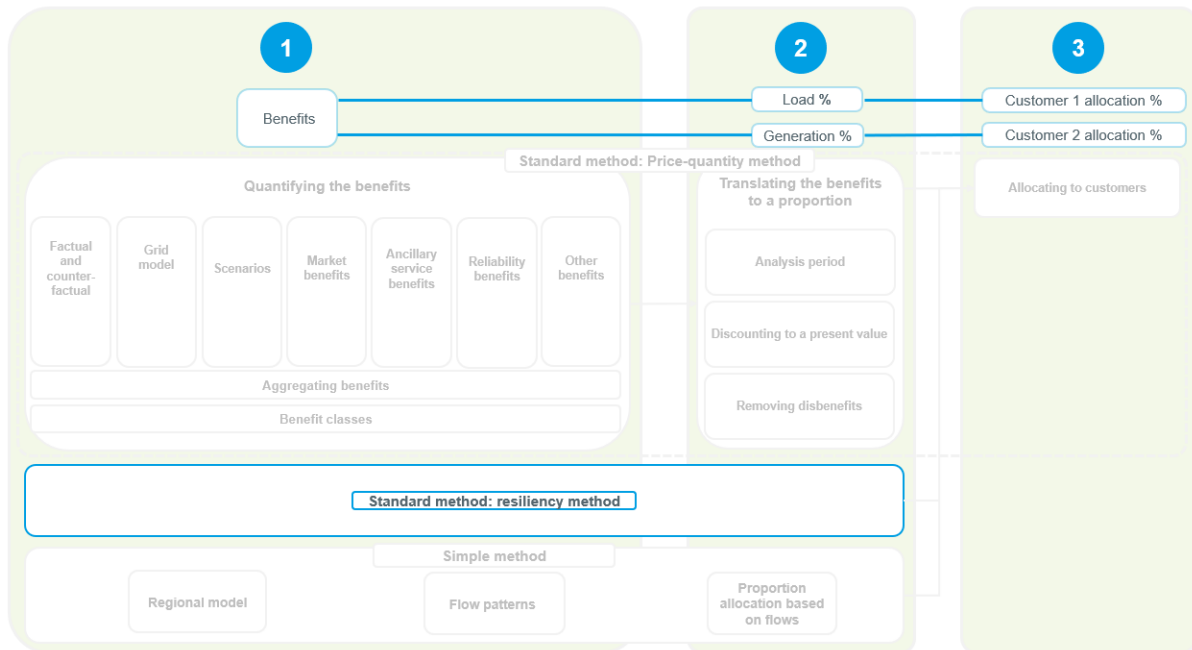 1
2
3
Benefits
Load %
Customer 1 allocation %
Generation %
Customer 2 allocation %
Standard method: Price-quantity method
Quantifying the benefits
Factual
and
counter-
factual
Grid
model
Scenarios
Market
benefits
Ancillary
service
benefits
Reliability
benefits
Other
benefits
Aggregating benefits
Benefit classes
Translating the benefits
to a proportion
Analysis period
Discounting to a present value
Removing disbenefits
Allocating to customers
Standard method: resiliency method
Simple method
Regional model
Flow patterns
Proportion
allocation based
on flows